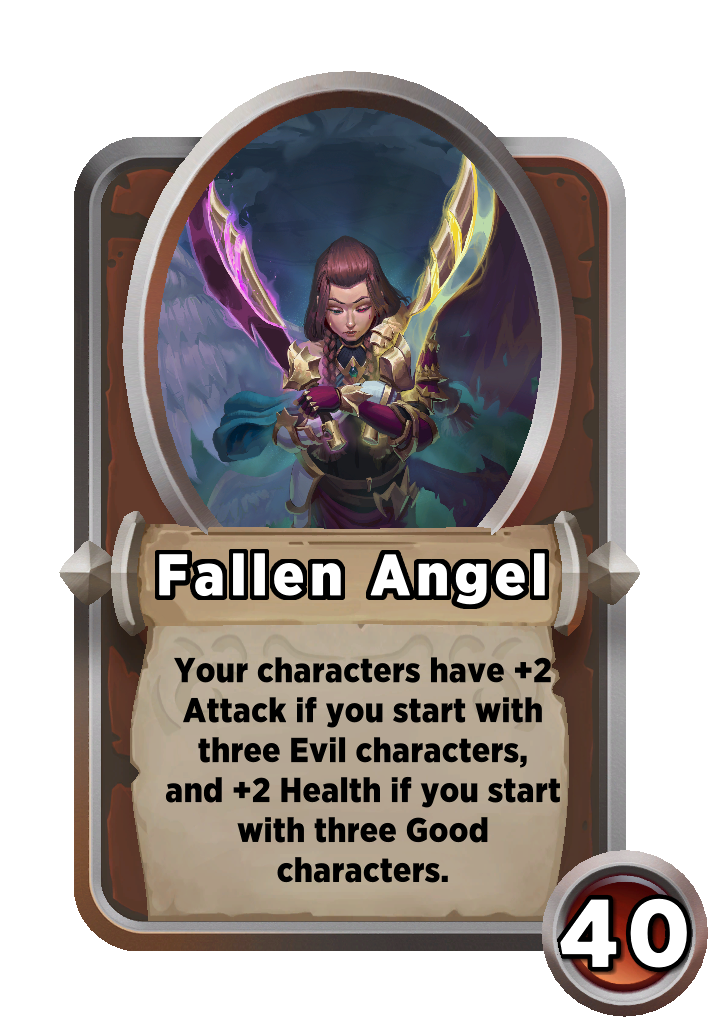 Fallen Angel
Your characters have +2
Attack if you start with
three Evil characters,
and +2 Health if you start
with three Good
characters.
40